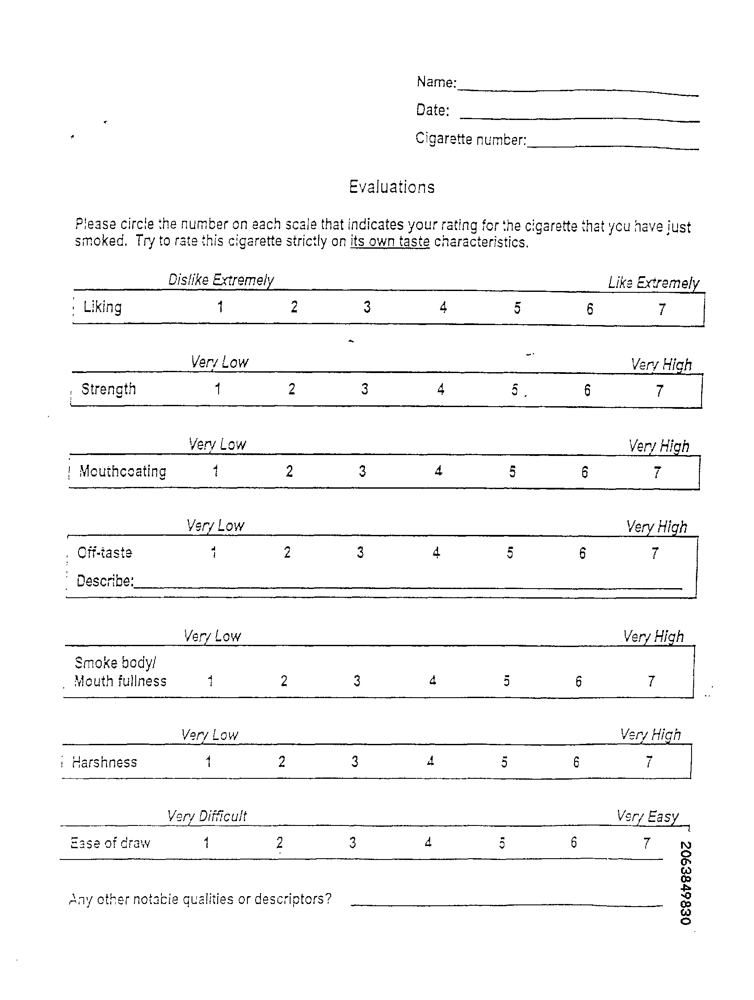 Name:
Date:
Cigarette number:
Evaluations
Please circle the number on each scale that indicates your rating for the cigarette that you have just
smoked. Try to rate this cigarette strictly on its own taste characteristics.
Dislike Extremely Like Extremely
Liking 1 2 3 4 5 6 7
Very Low Very High
Strength 1 2 3 4 5 6 7
Very Low Very High
Mouthcoating 1 2 3 4 5 6 7
Very Low Very High
Off-taste 1 2 3 4 5 6 7
Describe:
Very Low Very High
Smoke body/
Mouth fullness 1 2 3 4 5 6 7
Very Low Very High
Harshness 1 2 3 4 5 6 7
Very Difficult Very Easy
Ease of draw 1 2 3 4 5 6 7
Any other notable qualities or descriptors?
2063849830